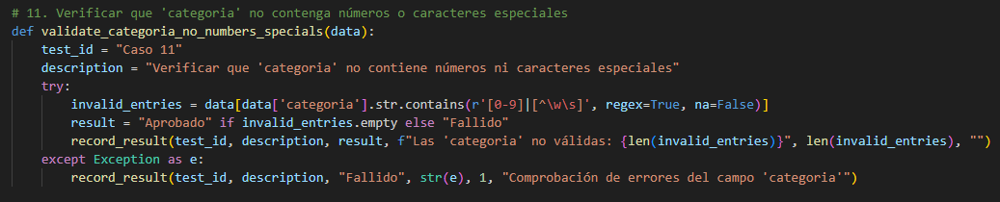 # 11. Verificar que 'categoria' no contenga números o caracteres especiales
def validate_categoria_no_numbers_specials(data):
    test_id = "Caso 11"
    description = "Verificar que 'categoria' no contiene números ni caracteres especiales"
    try:
        invalid_entries = data[data['categoria'].str.contains(r'[0-9]|[^\w\s]', regex=True, na=False)]
        result = "Aprobado" if invalid_entries.empty else "Fallido"
        record_result(test_id, description, result, f"Las 'categoria' no válidas: {len(invalid_entries)}", len(invalid_entries), "")
    except Exception as e:
        record_result(test_id, description, "Fallido", str(e), 1, "Comprobación de errores del campo 'categoria'")